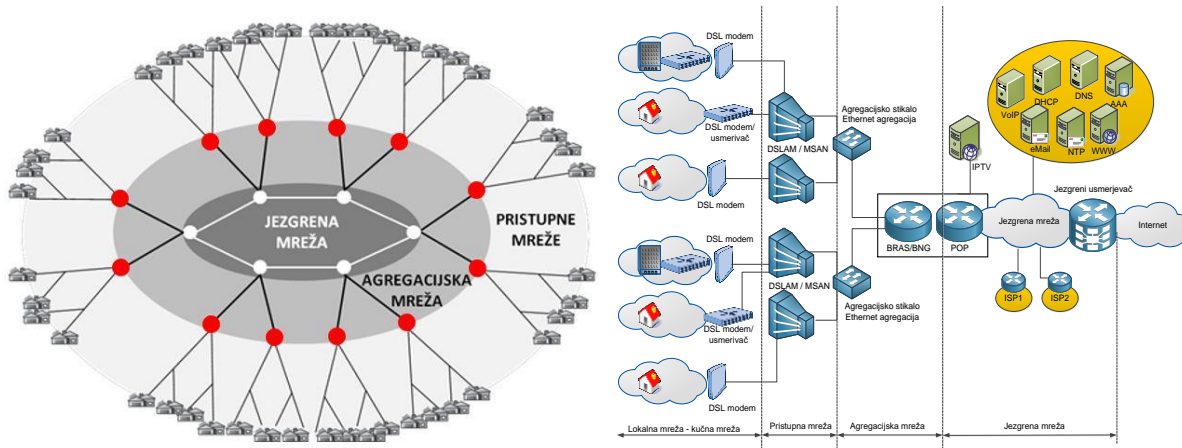 JEZGRENA
MREŽA
PRISTUPNE
MREŽE
AGREGACIJSKA
MREŽA
DSL modem
DSL modem/
usmerivač
DSL modem
DSLAM / MSAN
Agregacijsko stikalo
Ethernet agregacija
DSL modem
DSL modem/
usmerivač
DSL modem
DSLAM / MSAN
Agregacijsko stikalo
Ethernet agregacija
VoIP
DHCP
DNS
AAA
eMail
NTP
WWW
IPTV
BRAS/BNG
POP
Jezgrena mreža
Jezgreni usmerjevač
Internet
ISP1
ISP2
Lokalna mreža - kučna mreža
Pristupna mreža
Agregacijska mreža
Jezgrena mreža